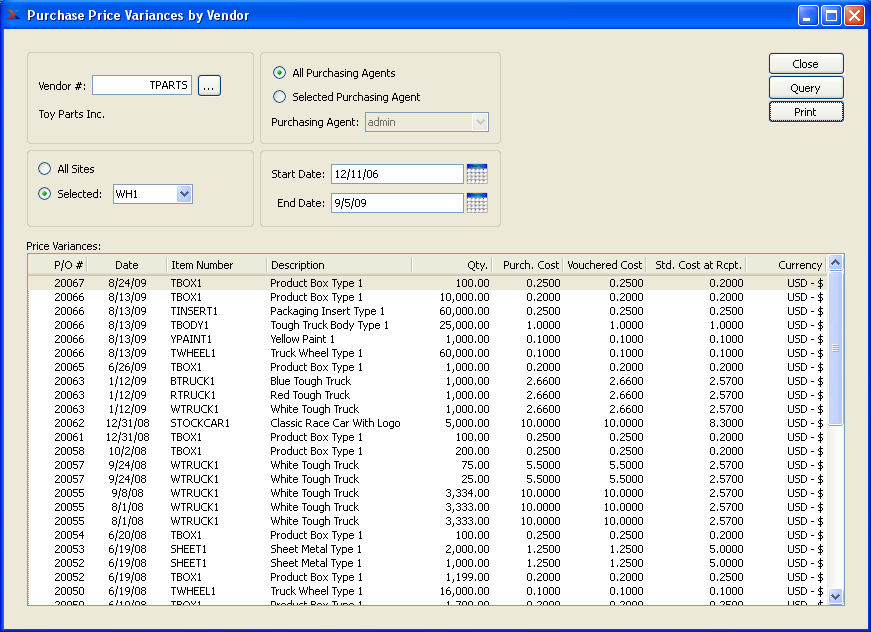 Purchase Price Variances by Vendor
Vendor #: TPARTS ...
Toy Parts Inc.
All Purchasing Agents
Selected Purchasing Agent
Purchasing Agent: admin
Close
Query
Print
All Sites
Selected: WH1
Start Date: 12/11/06
End Date: 9/5/09
Price Variances:
P/O # Date Item Number Description Qty. Purch. Cost Vouchered Cost Std. Cost at Rcpt. Currency
20067 8/24/09 TBOX1 Product Box Type 1 100.00 0.2500 0.2500 0.2000 USD - $
20066 8/13/09 TBOX1 Product Box Type 1 10,000.00 0.2000 0.2000 0.2000 USD - $
20066 8/13/09 TINSERT1 Packaging Insert Type 1 60,000.00 0.2500 0.2500 0.2500 USD - $
20066 8/13/09 TBODY1 Tough Truck Body Type 1 25,000.00 1.0000 1.0000 1.0000 USD - $
20066 8/13/09 YPAINT1 Yellow Paint 1 1,000.00 0.1000 0.1000 0.1000 USD - $
20066 8/13/09 TWHEEL1 Truck Wheel Type 1 60,000.00 0.1000 0.1000 0.1000 USD - $
20065 6/26/09 TBOX1 Product Box Type 1 1,000.00 0.2500 0.2500 0.2000 USD - $
20063 1/12/09 BTRUCK1 Blue Tough Truck 1,000.00 2.6600 2.6600 2.5700 USD - $
20063 1/12/09 RTRUCK1 Red Tough Truck 1,000.00 2.6600 2.6600 2.5700 USD - $
20063 1/12/09 WTRUCK1 White Tough Truck 1,000.00 2.6600 2.6600 2.5700 USD - $
20062 12/31/08 STOCKCAR1 Classic Race Car With Logo 5,000.00 10.0000 10.0000 8.3000 USD - $
20061 12/31/08 TBOX1 Product Box Type 1 100.00 0.2500 0.2500 0.2000 USD - $
20058 10/2/08 TBOX1 Product Box Type 1 200.00 0.2500 0.2500 0.2000 USD - $
20057 9/24/08 WTRUCK1 White Tough Truck 75.00 5.5000 5.5000 2.5700 USD - $
20057 9/24/08 WTRUCK1 White Tough Truck 25.00 5.5000 5.5000 2.5700 USD - $
20055 9/8/08 WTRUCK1 White Tough Truck 3,334.00 10.0000 10.0000 2.5700 USD - $
20055 8/1/08 WTRUCK1 White Tough Truck 3,333.00 10.0000 10.0000 2.5700 USD - $
20055 8/1/08 WTRUCK1 White Tough Truck 3,333.00 10.0000 10.0000 2.5700 USD - $
20054 6/20/08 TBOX1 Product Box Type 1 100.00 0.2500 0.2500 0.2000 USD - $
20053 6/19/08 SHEET1 Sheet Metal Type 1 2,000.00 1.2500 1.2500 5.0000 USD - $
20052 6/19/08 SHEET1 Sheet Metal Type 1 1,000.00 1.2500 1.2500 5.0000 USD - $
20052 6/19/08 TBOX1 Product Box Type 1 1,199.00 0.2000 0.2000 0.2500 USD - $
20050 6/19/08 TWHEEL1 Truck Wheel Type 1 16,000.00 0.1000 0.1000 0.1000 USD - $
20050 6/19/08 TBOX1 Product Box Type 1 1,700.00 0.2000 0.2000 0.2500 USD - $